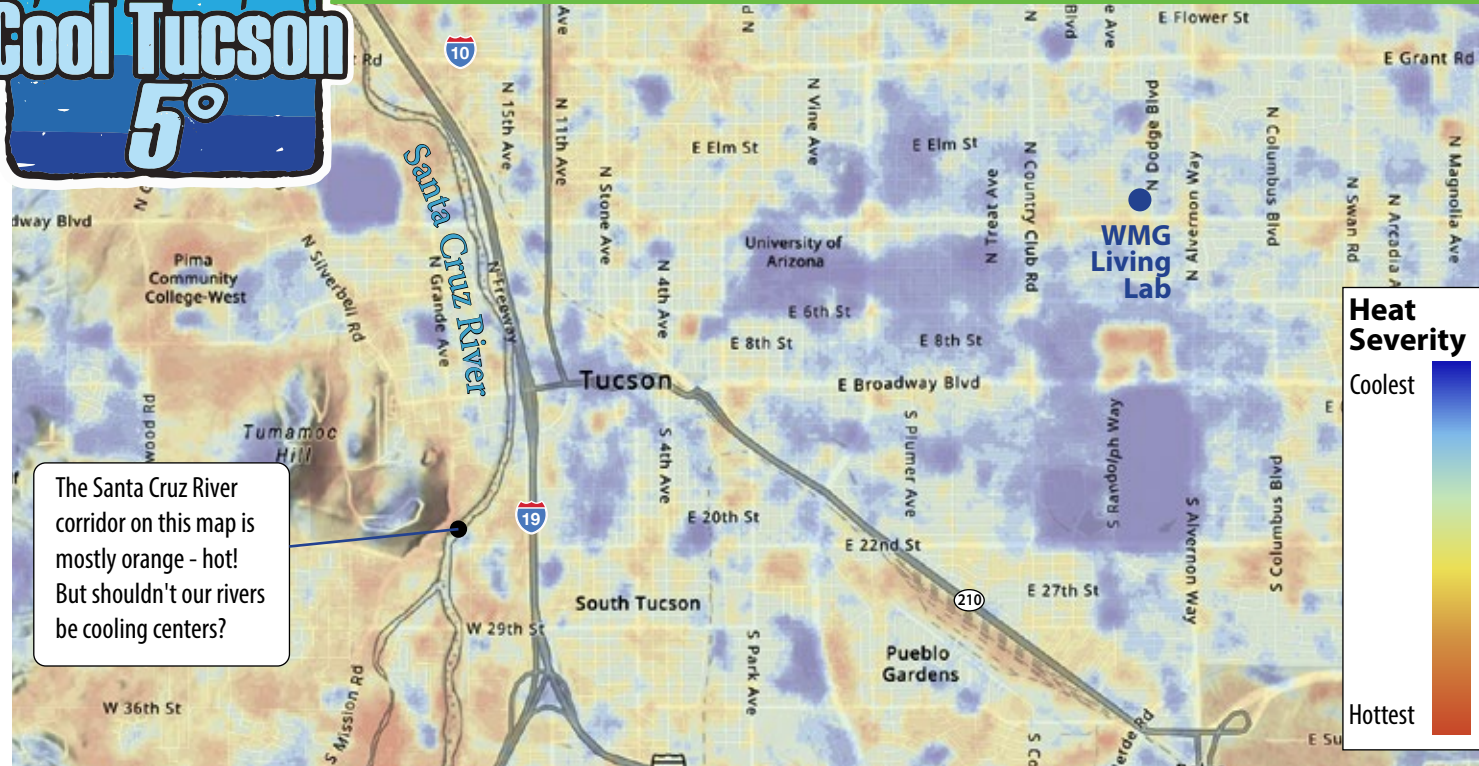 Cool Tucson
5°
Rd
10
N 15th Ave
Ave
N 11th Ave
N Stone Ave
E Elm St
N Vine Ave
E Elm St
N Treat Ave
N Country Club Rd
Blvd
e Ave
E Flower St
E Grant Rd
N Dodge Blvd
N Alvernon Way
N Columbus Blvd
N Swan Rd
N Arcadia A
N Magnolia Ave
dway Blvd
Pima
Community
College-West
N Silverbell Rd
N Grande Ave
Santa Cruz River
N Freeway
N 4th Ave
University of
Arizona
E 6th St
E 8th St
E 8th St
WMG
Living
Lab
Heat
Severity
Coolest
Hottest
Tucson
E Broadway Blvd
wood Rd
Tumamoc
Hill
S 4th Ave
S Plumer Ave
S Randolph Way
S Alvernon Way
S Columbus Blvd
The Santa Cruz River
corridor on this map is
mostly orange - hot!
But shouldn't our rivers
be cooling centers?
19
E 20th St
E 22nd St
210
E 27th St
South Tucson
W 29th St
S Park Ave
Pueblo
Gardens
W 36th St
S Mission Rd
S Co
erde Rd
E Su